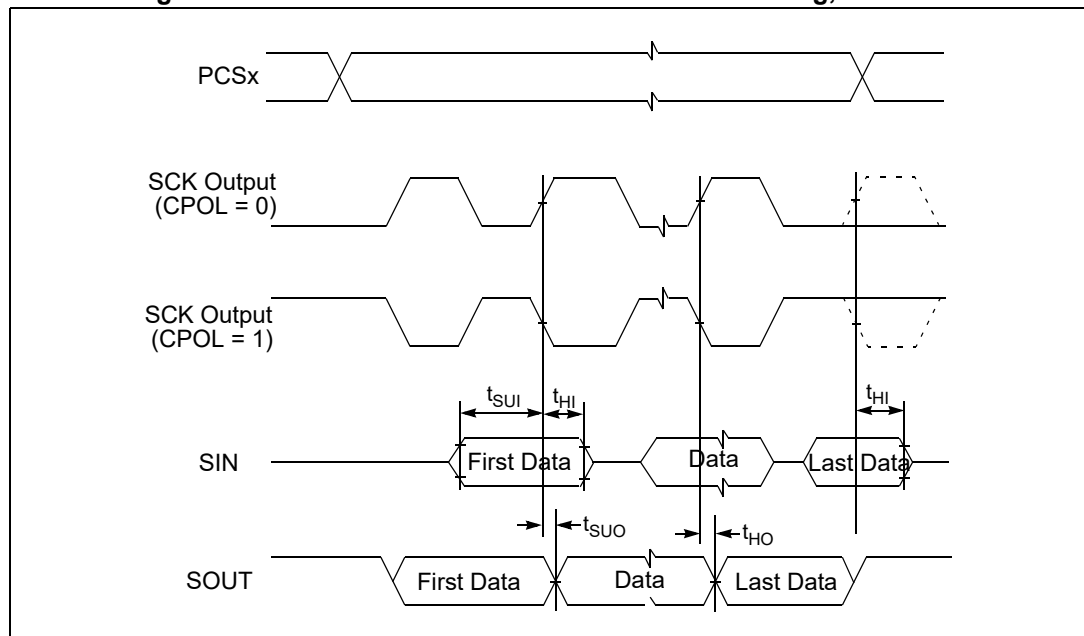 g,
PCSx
SCK Output
(CPOL = 0)
SCK Output
(CPOL = 1)
tSUI
tHI
tHI
SIN
First Data
Data
Last Data
tSUO
tHO
SOUT
First Data
Data
Last Data